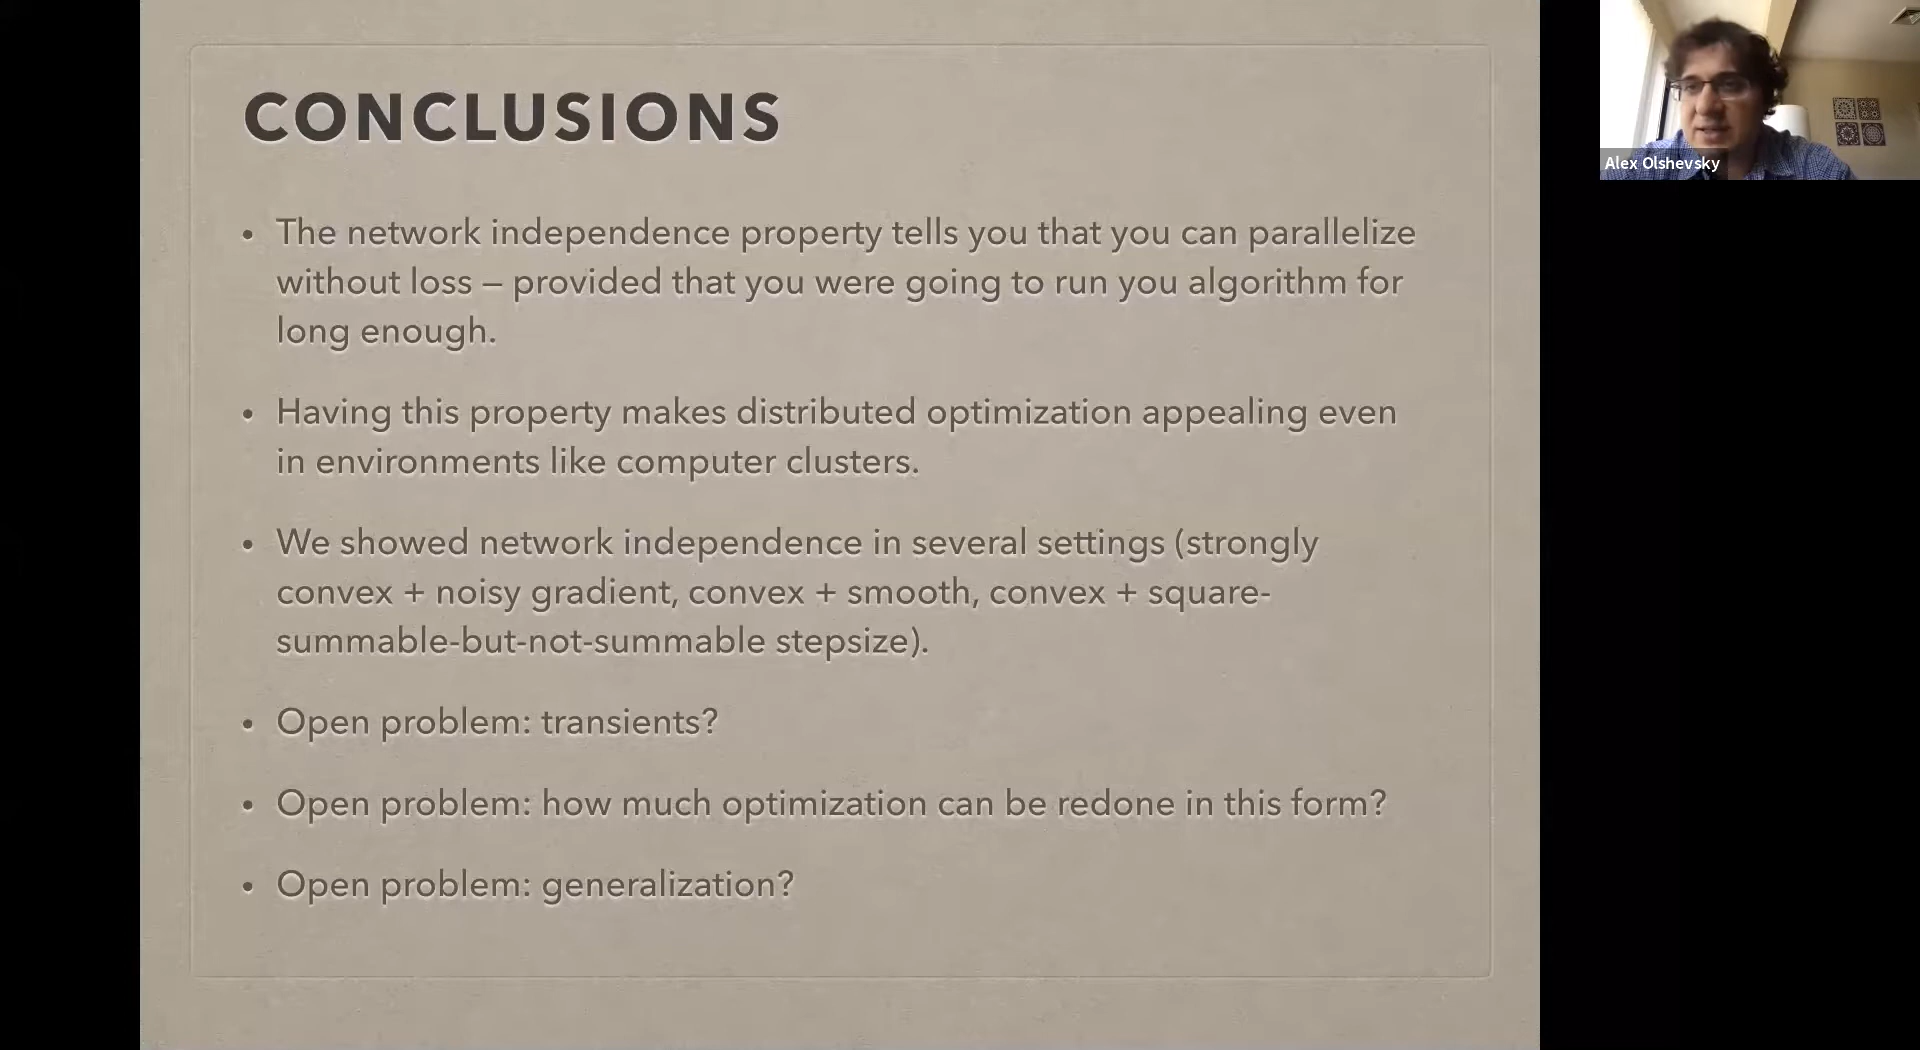 CONCLUSIONS
• The network independence property tells you that you can parallelize
without loss – provided that you were going to run you algorithm for
long enough.
• Having this property makes distributed optimization appealing even
in environments like computer clusters.
• We showed network independence in several settings (strongly
convex + noisy gradient, convex + smooth, convex + square-
summable-but-not-summable stepsize).
• Open problem: transients?
• Open problem: how much optimization can be redone in this form?
• Open problem: generalization?
Alex Olshevsky